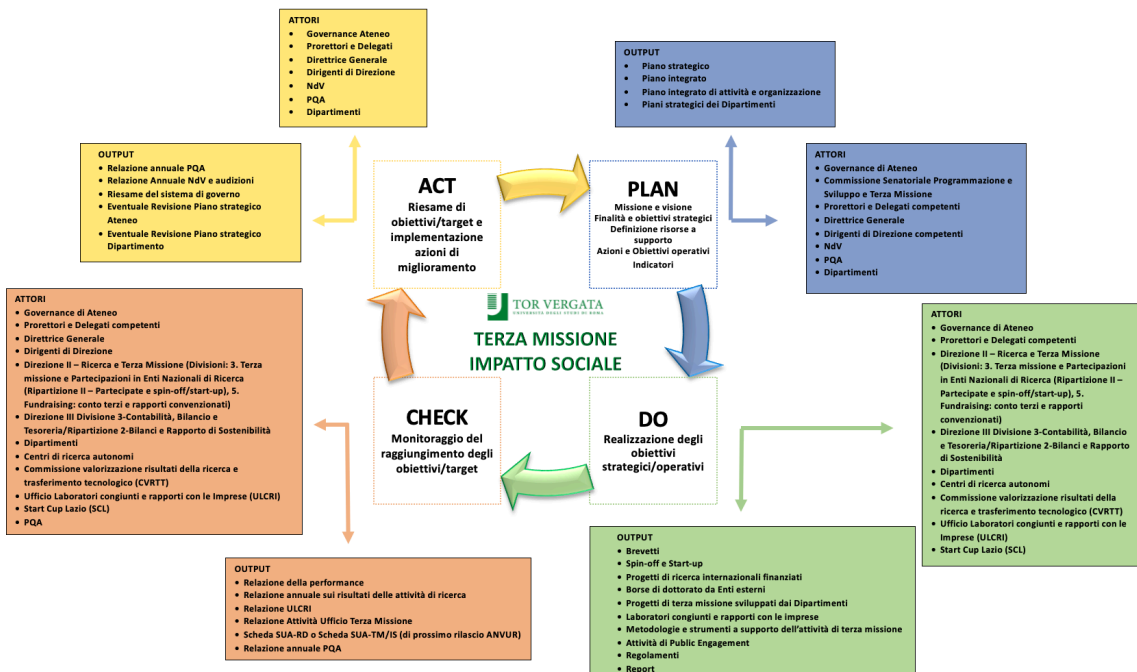 ATTORI
• Governance Ateneo
• Prorettori e Delegati
• Direttrice Generale
• Dirigenti di Direzione
• NdV
• PQA
• Dipartimenti
OUTPUT
• Piano strategico
• Piano integrato
• Piano integrato di attività e organizzazione
• Piani strategici dei Dipartimenti
OUTPUT
• Relazione annuale PQA
• Relazione Annuale NdV e audizioni
• Riesame del sistema di governo
• Eventuale Revisione Piano strategico
Ateneo
• Eventuale Revisione Piano strategico
Dipartimento
ACT
Riesame di
obiettivi/target e
implementazione
azioni di
miglioramento
PLAN
Missione e visione
Finalità e obiettivi strategici
Definizione risorse a
supporto
Azioni e Obiettivi operativi
Indicatori
ATTORI
• Governance di Ateneo
• Commissione Senatoriale Programmazione e
Sviluppo e Terza Missione
• Prorettori e Delegati competenti
• Direttrice Generale
• Dirigenti di Direzione competenti
• NdV
• PQA
• Dipartimenti
TOR VERGATA
UNIVERSITÀ DEGLI STUDI DI ROMA
TERZA MISSIONE
IMPATTO SOCIALE
ATTORI
• Governance di Ateneo
• Prorettori e Delegati competenti
• Direttrice Generale
• Dirigenti di Direzione
• Direzione II – Ricerca e Terza Missione (Divisioni: 3. Terza
missione e Partecipazioni in Enti Nazionali di Ricerca
(Ripartizione II – Partecipate e spin-off/start-up), 5.
Fundraising: conto terzi e rapporti convenzionati)
• Direzione III Divisione 3-Contabilità, Bilancio e
Tesoreria/Ripartizione 2-Bilanci e Rapporto di Sostenibilità
• Dipartimenti
• Centri di ricerca autonomi
• Commissione valorizzazione risultati della ricerca e
trasferimento tecnologico (CVRTT)
• Ufficio Laboratori congiunti e rapporti con le Imprese (ULCRI)
• Start Cup Lazio (SCL)
• PQA
CHECK
Monitoraggio del
raggiungimento degli
obiettivi/target
DO
Realizzazione degli
obiettivi
strategici/operativi
ATTORI
• Governance di Ateneo
• Prorettori e Delegati competenti
• Direzione II – Ricerca e Terza Missione
(Divisioni: 3. Terza missione e Partecipazioni
in Enti Nazionali di Ricerca (Ripartizione II –
Partecipate e spin-off/start-up), 5.
Fundraising: conto terzi e rapporti
convenzionati)
• Direzione III Divisione 3-Contabilità, Bilancio
e Tesoreria/Ripartizione 2-Bilanci e Rapporto
di Sostenibilità
• Dipartimenti
• Centri di ricerca autonomi
• Commissione valorizzazione risultati della
ricerca e trasferimento tecnologico (CVRTT)
• Ufficio Laboratori congiunti e rapporti con le
Imprese (ULCRI)
• Start Cup Lazio (SCL)
OUTPUT
• Relazione della performance
• Relazione annuale sui risultati delle attività di ricerca
• Relazione ULCRI
• Relazione Attività Ufficio Terza Missione
• Scheda SUA-RD o Scheda SUA-TM/IS (di prossimo rilascio ANVUR)
• Relazione annuale PQA
OUTPUT
• Brevetti
• Spin-off e Start-up
• Progetti di ricerca internazionali finanziati
• Borse di dottorato da Enti esterni
• Progetti di terza missione sviluppati dai Dipartimenti
• Laboratori congiunti e rapporti con le imprese
• Metodologie e strumenti a supporto dell'attività di terza missione
• Attività di Public Engagement
• Regolamenti
• Report